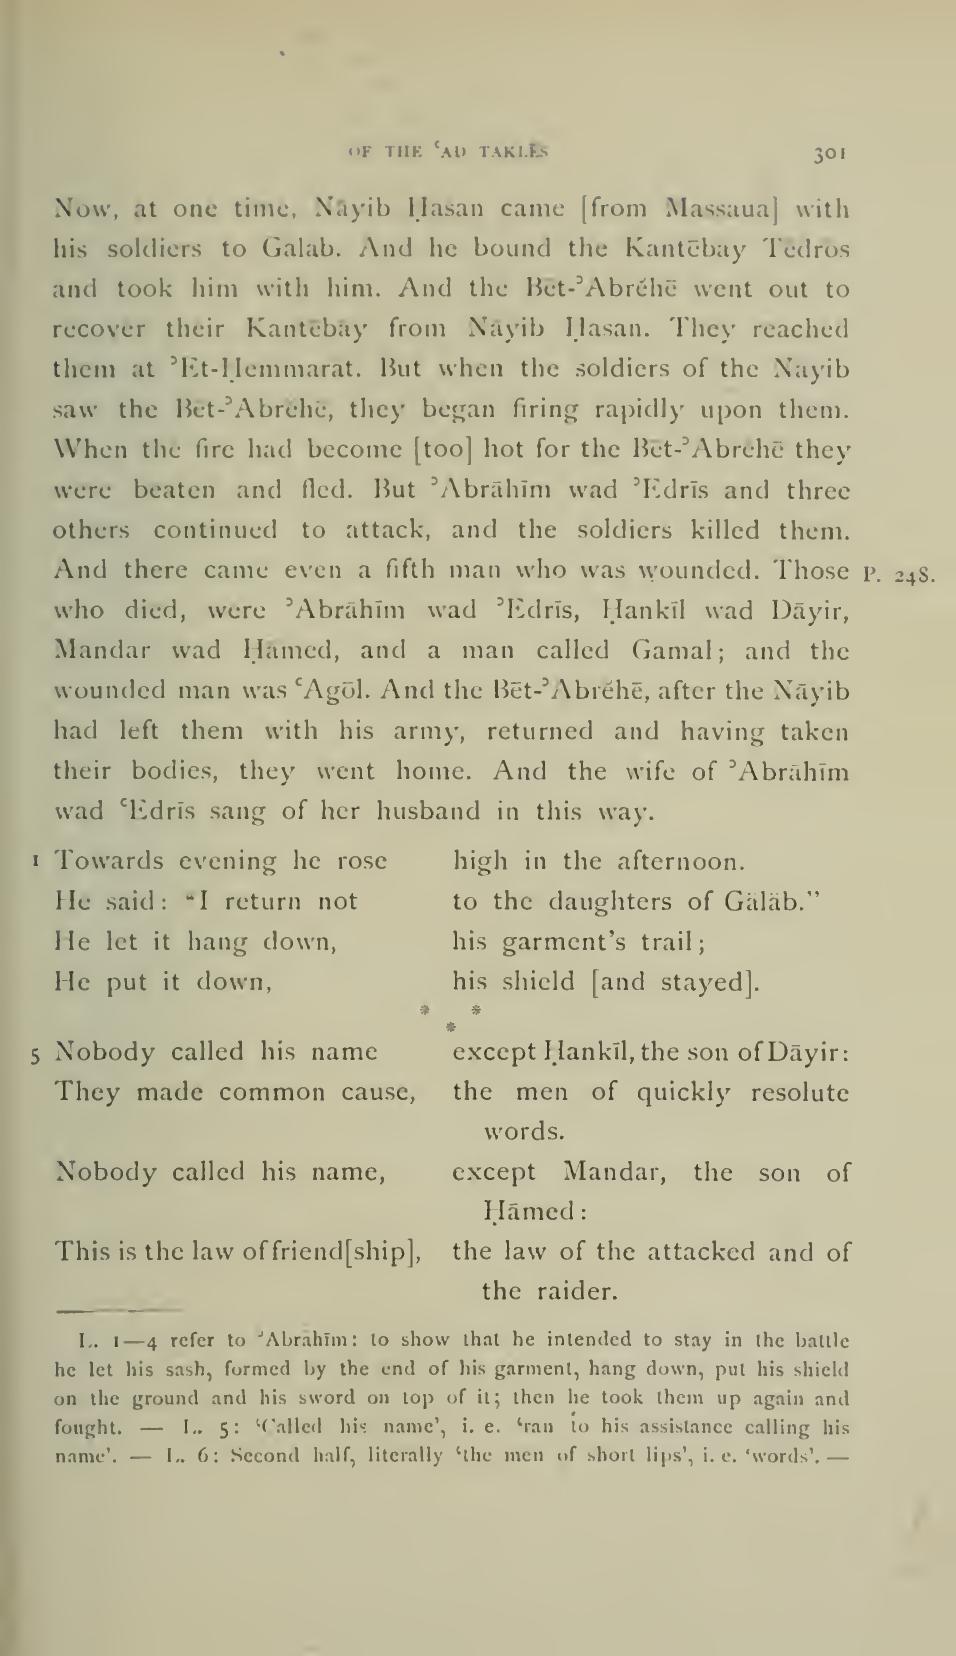 OF THE ʿAD TAKLĒS 301
Now, at one time, Nāyib Ḥasan came [from Massaua] with
his soldiers to Galab. And he bound the Kantēbāy Tēdros
and took him with him. And the Bēt-ʾAbrĕhē went out to
recover their Kantēbāy from Nāyib Ḥasan. They reached
them at ʾEt-Ḥemmarat. But when the soldiers of the Nāyib
saw the Bēt-ʾAbrĕhē, they began firing rapidly upon them.
When the fire had become [too] hot for the Bēt-ʾAbrĕhē they
were beaten and fled. But ʾAbrāhīm wad ʾEdrīs and three
others continued to attack, and the soldiers killed them.
And there came even a fifth man who was wounded. Those P. 248.
who died, were ʾAbrāhīm wad ʾEdrīs, Ḥankīl wad Dāyir,
Mandar wad Ḥāmed, and a man called Gamal; and the
wounded man was ʿAgōl. And the Bēt-ʾAbrĕhē, after the Nāyib
had left them with his army, returned and having taken
their bodies, they went home. And the wife of ʾAbrāhīm
wad ʿEdrīs sang of her husband in this way.
1 Towards evening he rose high in the afternoon.
He said: “I return not to the daughters of Gālāb.”
He let it hang down, his garment’s trail;
He put it down, his shield [and stayed].
* * *
5 Nobody called his name except Ḥankīl, the son of Dāyir:
They made common cause, the men of quickly resolute
words.
Nobody called his name, except Mandar, the son of
Ḥāmed:
This is the law of friend[ship], the law of the attacked and of
the raider.
L. 1—4 refer to ʾAbrāhīm: to show that he intended to stay in the battle
he let his sash, formed by the end of his garment, hang down, put his shield
on the ground and his sword on top of it; then he took them up again and
fought. — L. 5: ‘Called his name’, i. e. ‘ran to his assistance calling his
name’. — L. 6: Second half, literally ‘the men of short lips’, i. e. ‘words’. —